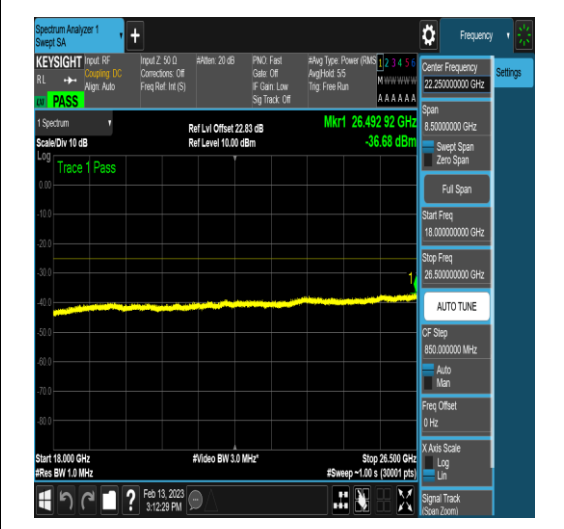 Spectrum Analyzer 1
Swept SA
Frequency
KEYSIGHT
Input: RF
Coupling: DC
Align: Auto
Input Z: 50 Ω
Corrections: Off
Freq Ref: Int (S)
#Atten: 20 dB
PNO: Fast
Gate: Off
IF Gain: Low
Sig Track: Off
#Avg Type: Power (RMS
Avg|Hold: 5/5
Trig: Free Run
1 2 3 4 5 6
M W W W W W
A A A A A A
RL
PASS
1 Spectrum
Scale/Div 10 dB
Ref Lvl Offset 22.83 dB
Ref Level 10.00 dBm
Mkr1 26.492 92 GHz
-36.68 dBm
Log
Trace 1 Pass
0.00
-10.0
-20.0
-30.0
-40.0
-50.0
-60.0
-70.0
-80.0
1
Start 18.000 GHz
#Res BW 1.0 MHz
#Video BW 3.0 MHz*
Stop 26.500 GHz
#Sweep ~1.00 s (30001 pts)
Feb 13, 2023
3:12:29 PM
?
Center Frequency
22.250000000 GHz
Settings
Span
8.50000000 GHz
Swept Span
Zero Span
Full Span
Start Freq
18.000000000 GHz
Stop Freq
26.500000000 GHz
AUTO TUNE
CF Step
850.000000 MHz
Auto
Man
Freq Offset
0 Hz
X Axis Scale
Log
Lin
Signal Track
(Span Zoom)